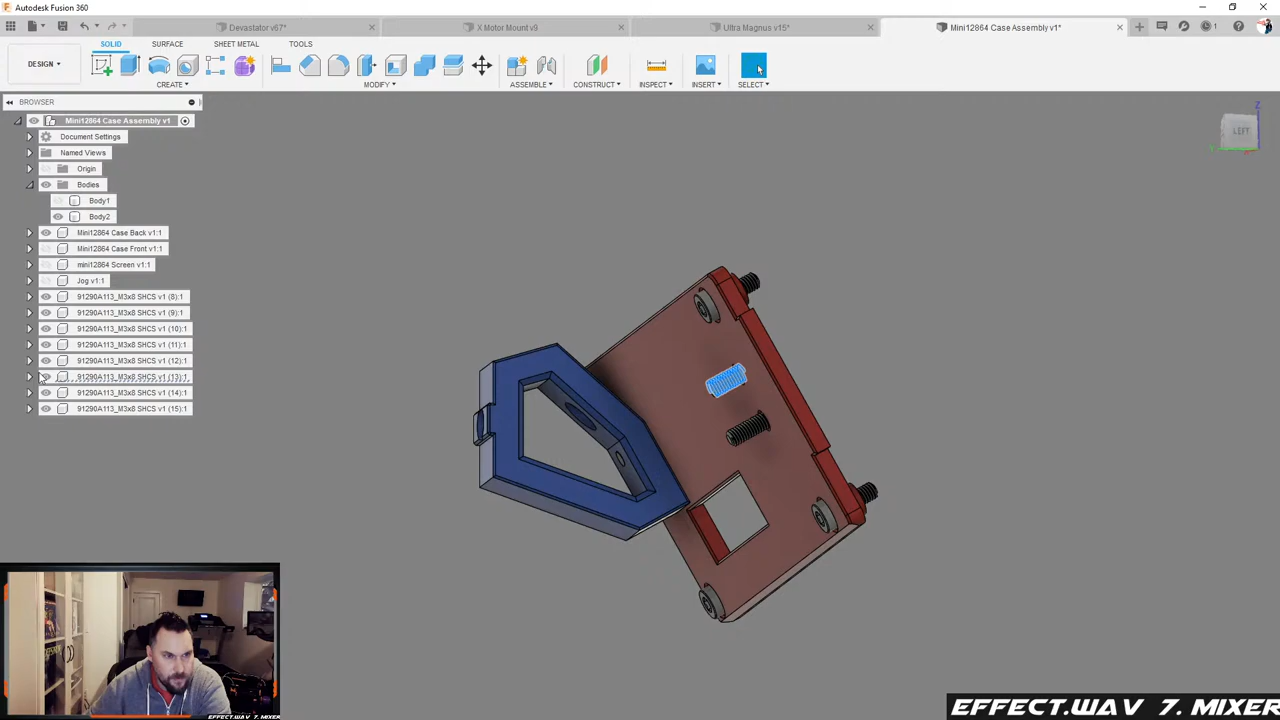 Autodesk Fusion 360
Devastator v67*
X Motor Mount v9
Ultra Magnus v15*
Mini12864 Case Assembly v1*
1
SOLID
SURFACE
SHEET METAL
TOOLS
DESIGN
CREATE
MODIFY
ASSEMBLE
CONSTRUCT
INSPECT
INSERT
SELECT
BROWSER
Mini12864 Case Assembly v1
Document Settings
Named Views
Origin
Bodies
Body1
Body2
Mini12864 Case Back v1:1
Mini12864 Case Front v1:1
mini12864 Screen v1:1
Jog v1:1
91290A113_M3x8 SHCS v1 (8):1
91290A113_M3x8 SHCS v1 (9):1
91290A113_M3x8 SHCS v1 (10):1
91290A113_M3x8 SHCS v1 (11):1
91290A113_M3x8 SHCS v1 (12):1
91290A113_M3x8 SHCS v1 (13):1
91290A113_M3x8 SHCS v1 (14):1
91290A113_M3x8 SHCS v1 (15):1
Z
LEFT
Y
EFFECT.WAV 7. MIXER
EFFECT.WAV 7. MIXER